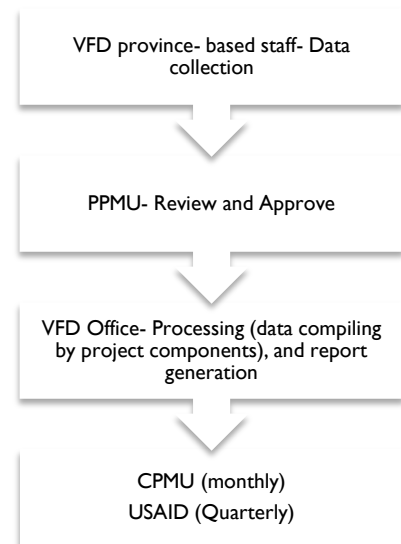 VFD province- based staff- Data
collection
PPMU- Review and Approve
VFD Office- Processing (data compiling
by project components), and report
generation
CPMU (monthly)
USAID (Quarterly)